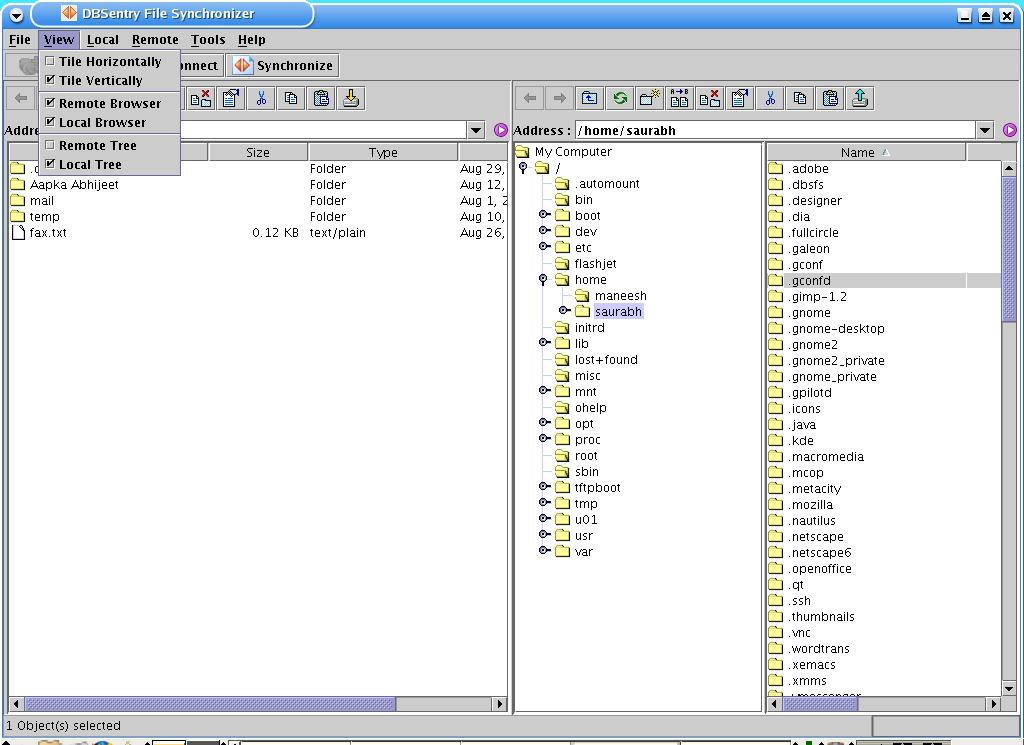 DBSentry File Synchronizer
File View Local Remote Tools Help
Tile Horizontally
Tile Vertically
Remote Browser
Local Browser
Remote Tree
Local Tree
nnect Synchronize
Addre
Size Type
Folder Aug 29,
Aapka Abhijeet Folder Aug 12,
mail Folder Aug 1, 2
temp Folder Aug 10,
fax.txt 0.12 KB text/plain Aug 26,
Address : /home/saurabh
My Computer
/
.automount
bin
boot
dev
etc
flashjet
home
maneesh
saurabh
initrd
lib
lost+found
misc
mnt
ohelp
opt
proc
root
sbin
tftpboot
tmp
u01
usr
var
Name
.adobe
.dbsfs
.designer
.dia
.fullcircle
.galeon
.gconf
.gconfd
.gimp-1.2
.gnome
.gnome-desktop
.gnome2
.gnome2_private
.gnome_private
.gpilotd
.icons
.java
.kde
.macromedia
.mcop
.metacity
.mozilla
.nautilus
.netscape
.netscape6
.openoffice
.qt
.ssh
.thumbnails
.vnc
.wordtrans
.xemacs
.xmms
1 Object(s) selected